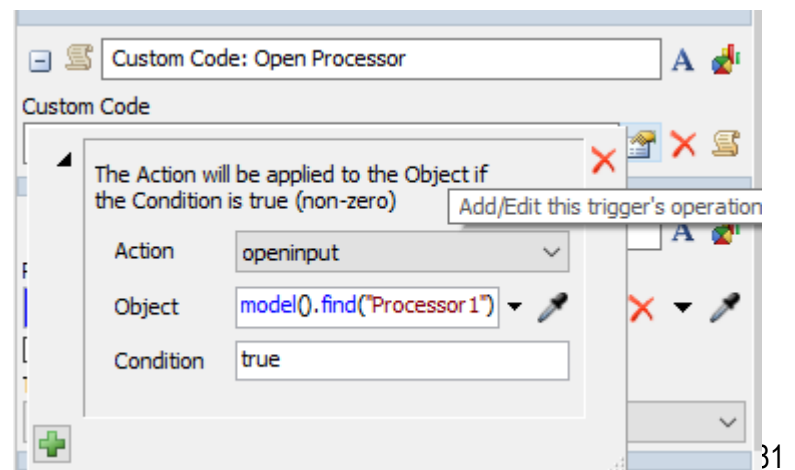 Custom Code: Open Processor
A
Custom Code
The Action will be applied to the Object if
the Condition is true (non-zero)
Add/Edit this trigger's operation
A
Action
openinput
Object
model().find("Processor1")
Condition
true
31